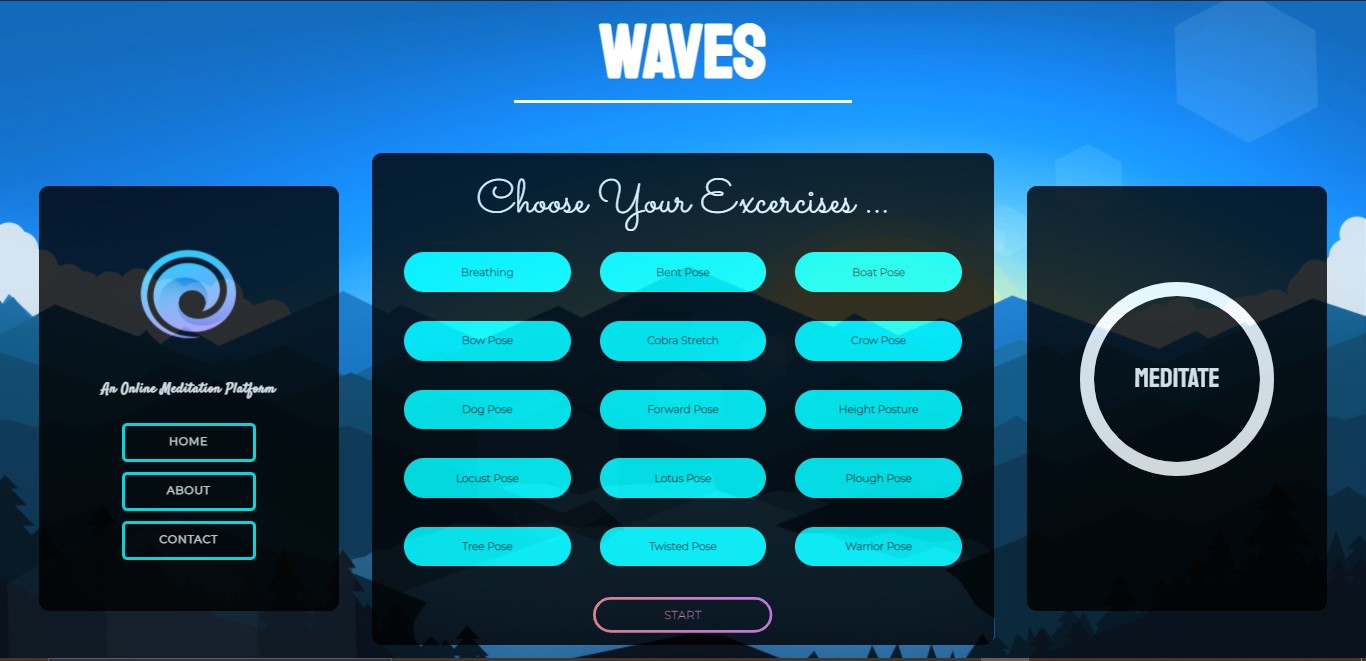 WAVES
An Online Meditation Platform
HOME
ABOUT
CONTACT
Choose Your Excercises ...
Breathing
Bent Pose
Boat Pose
Bow Pose
Cobra Stretch
Crow Pose
Dog Pose
Forward Pose
Height Posture
Locust Pose
Lotus Pose
Plough Pose
Tree Pose
Twisted Pose
Warrior Pose
START
MEDITATE